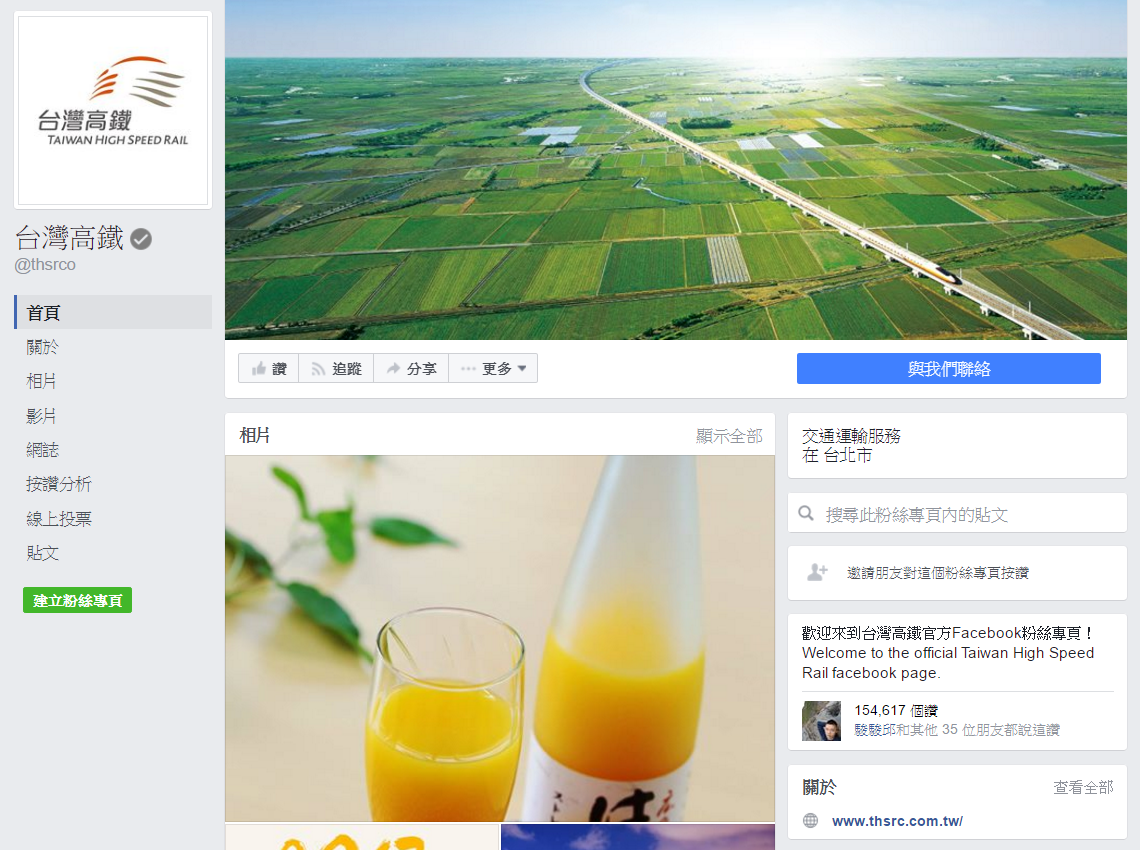 台灣高鐵
TAIWAN HIGH SPEED RAIL
台灣高鐵
@thsrco
首頁
關於
相片
影片
網誌
按讚分析
線上投票
貼文
建立粉絲專頁
讚
追蹤
分享
更多
與我們聯絡
相片
顯示全部
交通運輸服務
在 台北市
搜尋此粉絲專頁內的貼文
邀請朋友對這個粉絲專頁按讚
歡迎來到台灣高鐵官方Facebook粉絲專頁！
Welcome to the official Taiwan High Speed
Rail facebook page.
154,617 個讚
駿駿邱和其他 35 位朋友都說這讚
關於
查看全部
www.thsrc.com.tw/